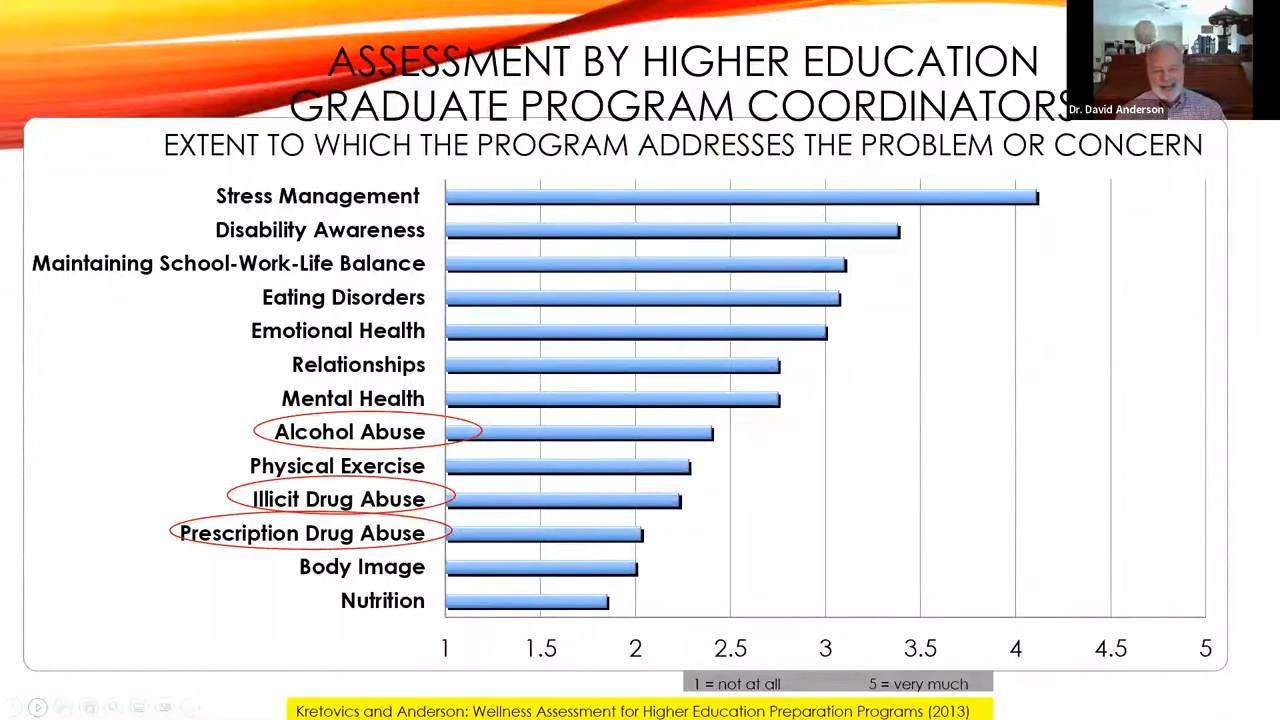 ASSESSMENT BY HIGHER EDUCATION
GRADUATE PROGRAM COORDINATORS
Dr. David Anderson
EXTENT TO WHICH THE PROGRAM ADDRESSES THE PROBLEM OR CONCERN
Stress Management
Disability Awareness
Maintaining School-Work-Life Balance
Eating Disorders
Emotional Health
Relationships
Mental Health
Alcohol Abuse
Physical Exercise
Illicit Drug Abuse
Prescription Drug Abuse
Body Image
Nutrition
1 1.5 2 2.5 3 3.5 4 4.5 5
1 = not at all 5 = very much
Kretovics and Anderson: Wellness Assessment for Higher Education Preparation Programs (2013)